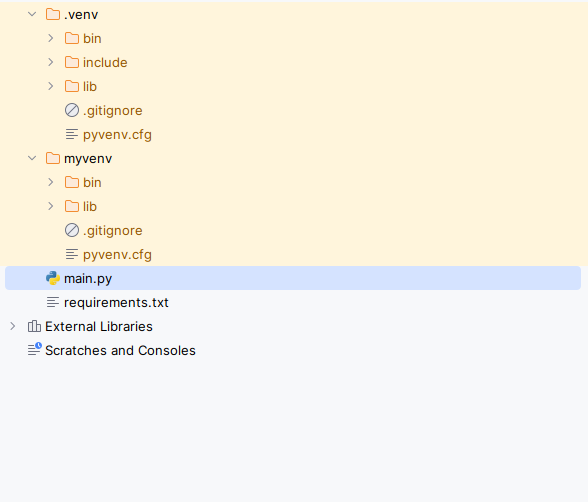 .venv
bin
include
lib
.gitignore
pyvenv.cfg
myvenv
bin
lib
.gitignore
pyvenv.cfg
main.py
requirements.txt
External Libraries
Scratches and Consoles